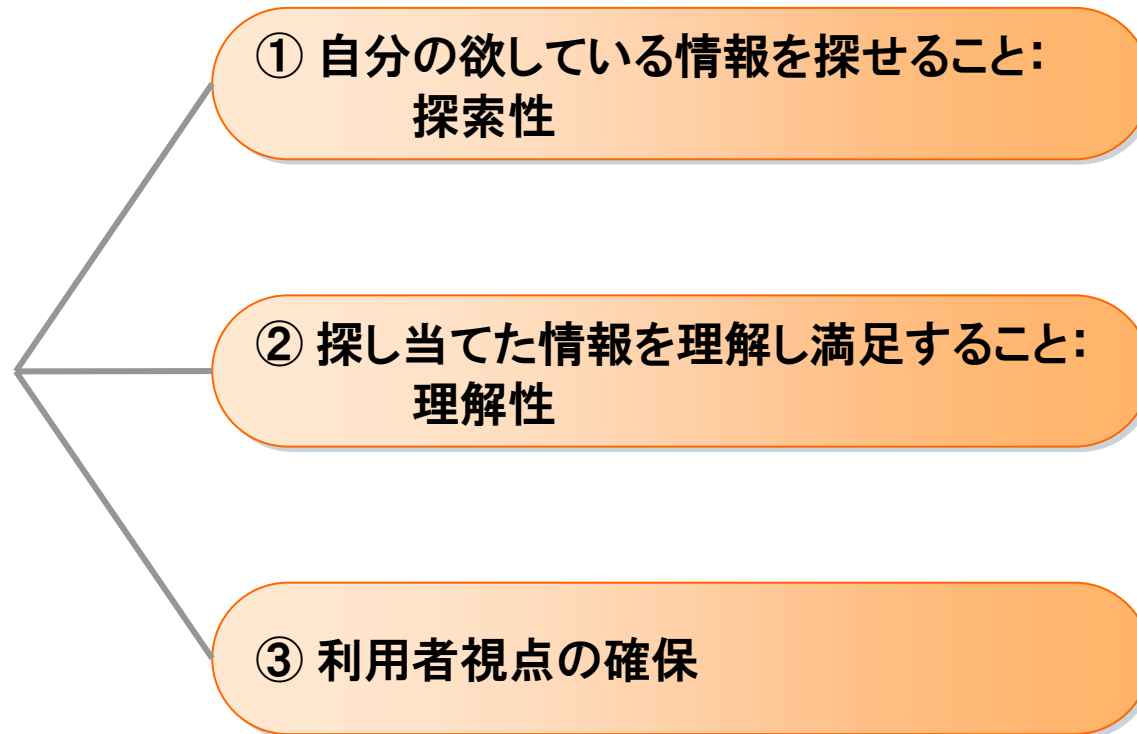 ① 自分の欲している情報を探せること：
探索性
② 探し当てた情報を理解し満足すること：
理解性
③ 利用者視点の確保